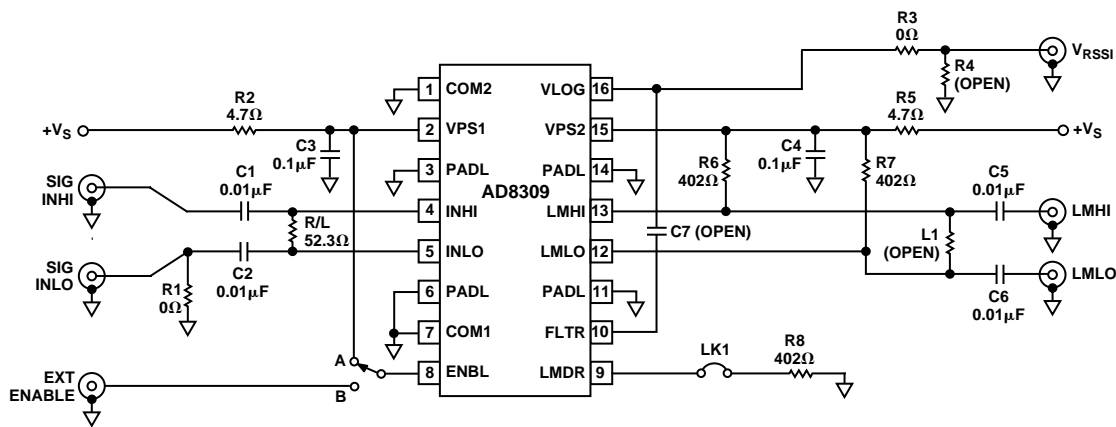 R3
0Ω
VRSSI
R4
(OPEN)
1 COM2
VLOG 16
R2
4.7Ω
R5
4.7Ω
+VS
2 VPS1
VPS2 15
+VS
C3
0.1μF
C4
0.1μF
R6
402Ω
R7
402Ω
3 PADL
PADL 14
AD8309
SIG
INHI
C1
0.01μF
C5
0.01μF
4 INHI
LMHI 13
LMHI
R/L
52.3Ω
C7 (OPEN)
L1
(OPEN)
5 INLO
LMLO 12
SIG
INLO
C2
0.01μF
R1
0Ω
LMLO
C6
0.01μF
6 PADL
PADL 11
7 COM1
FLTR 10
A
LK1
R8
402Ω
8 ENBL
LMDR 9
EXT
ENABLE
B